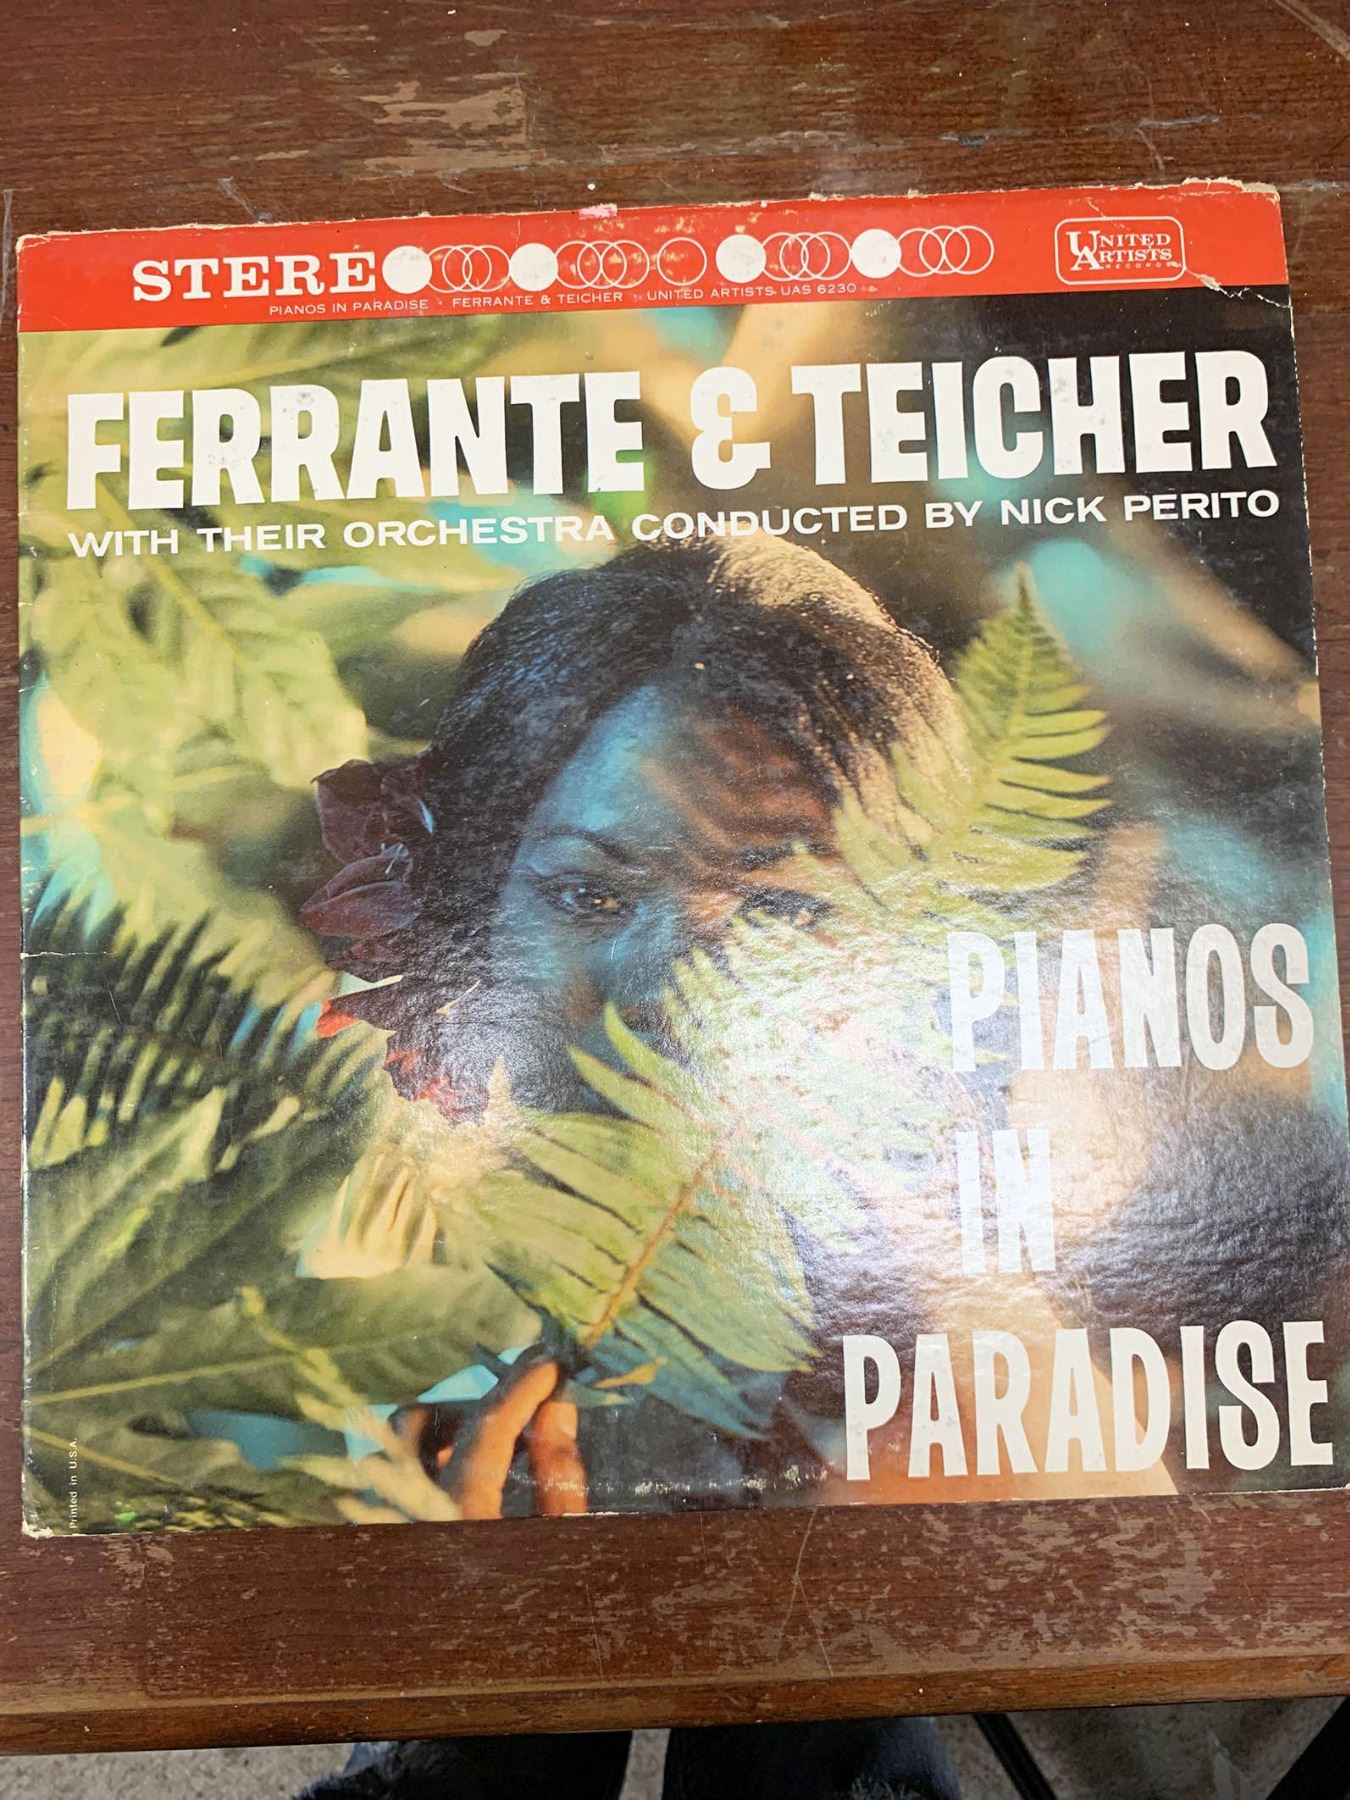 STEREO
UNITED
ARTISTS
RECORDS
PIANOS IN PARADISE · FERRANTE & TEICHER · UNITED ARTISTS UAS 6230
FERRANTE & TEICHER
WITH THEIR ORCHESTRA CONDUCTED BY NICK PERITO
PIANOS
IN
PARADISE
Printed in U.S.A.